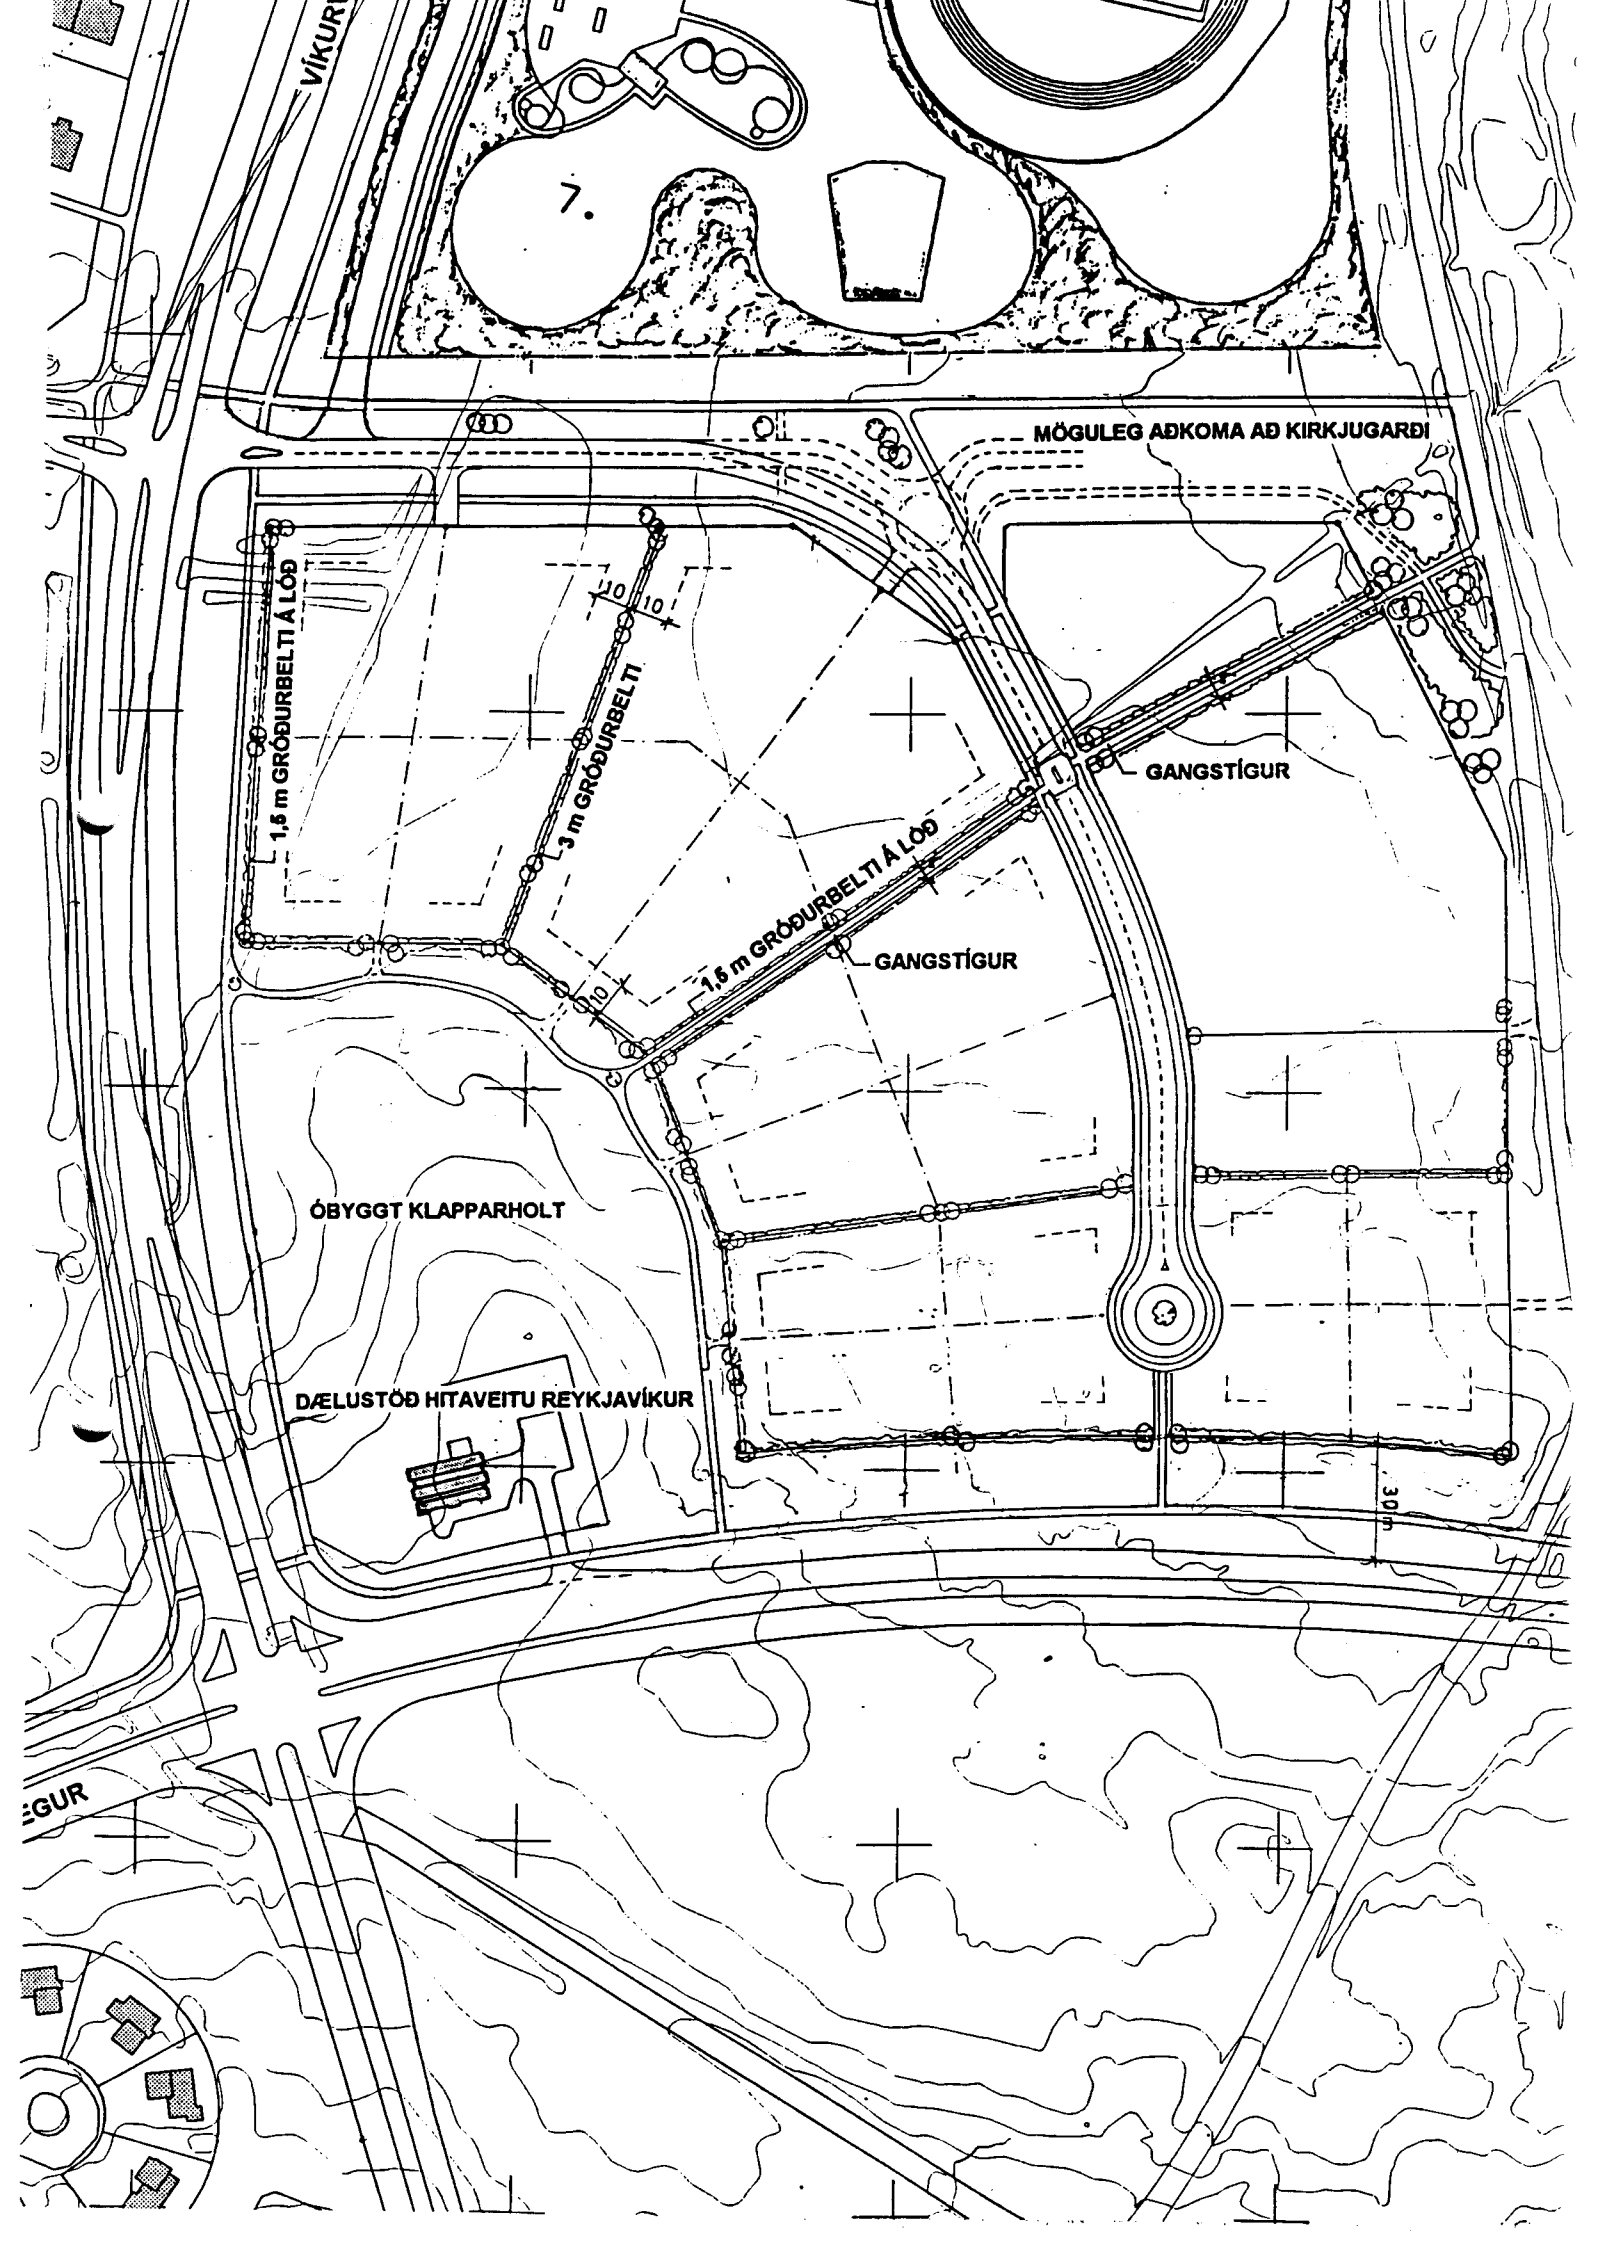 VÍKUR
7.
MÖGULEG AÐKOMA AÐ KIRKJUGARÐI
1,5 m GRÓÐURBELTI Á LÓÐ
10
10
3 m GRÓÐURBELTI
GANGSTÍGUR
1,5 m GRÓÐURBELTI Á LÓÐ
GANGSTÍGUR
10
ÓBYGGT KLAPPARHOLT
DÆLUSTÖÐ HITAVEITU REYKJAVÍKUR
30 m
EGUR